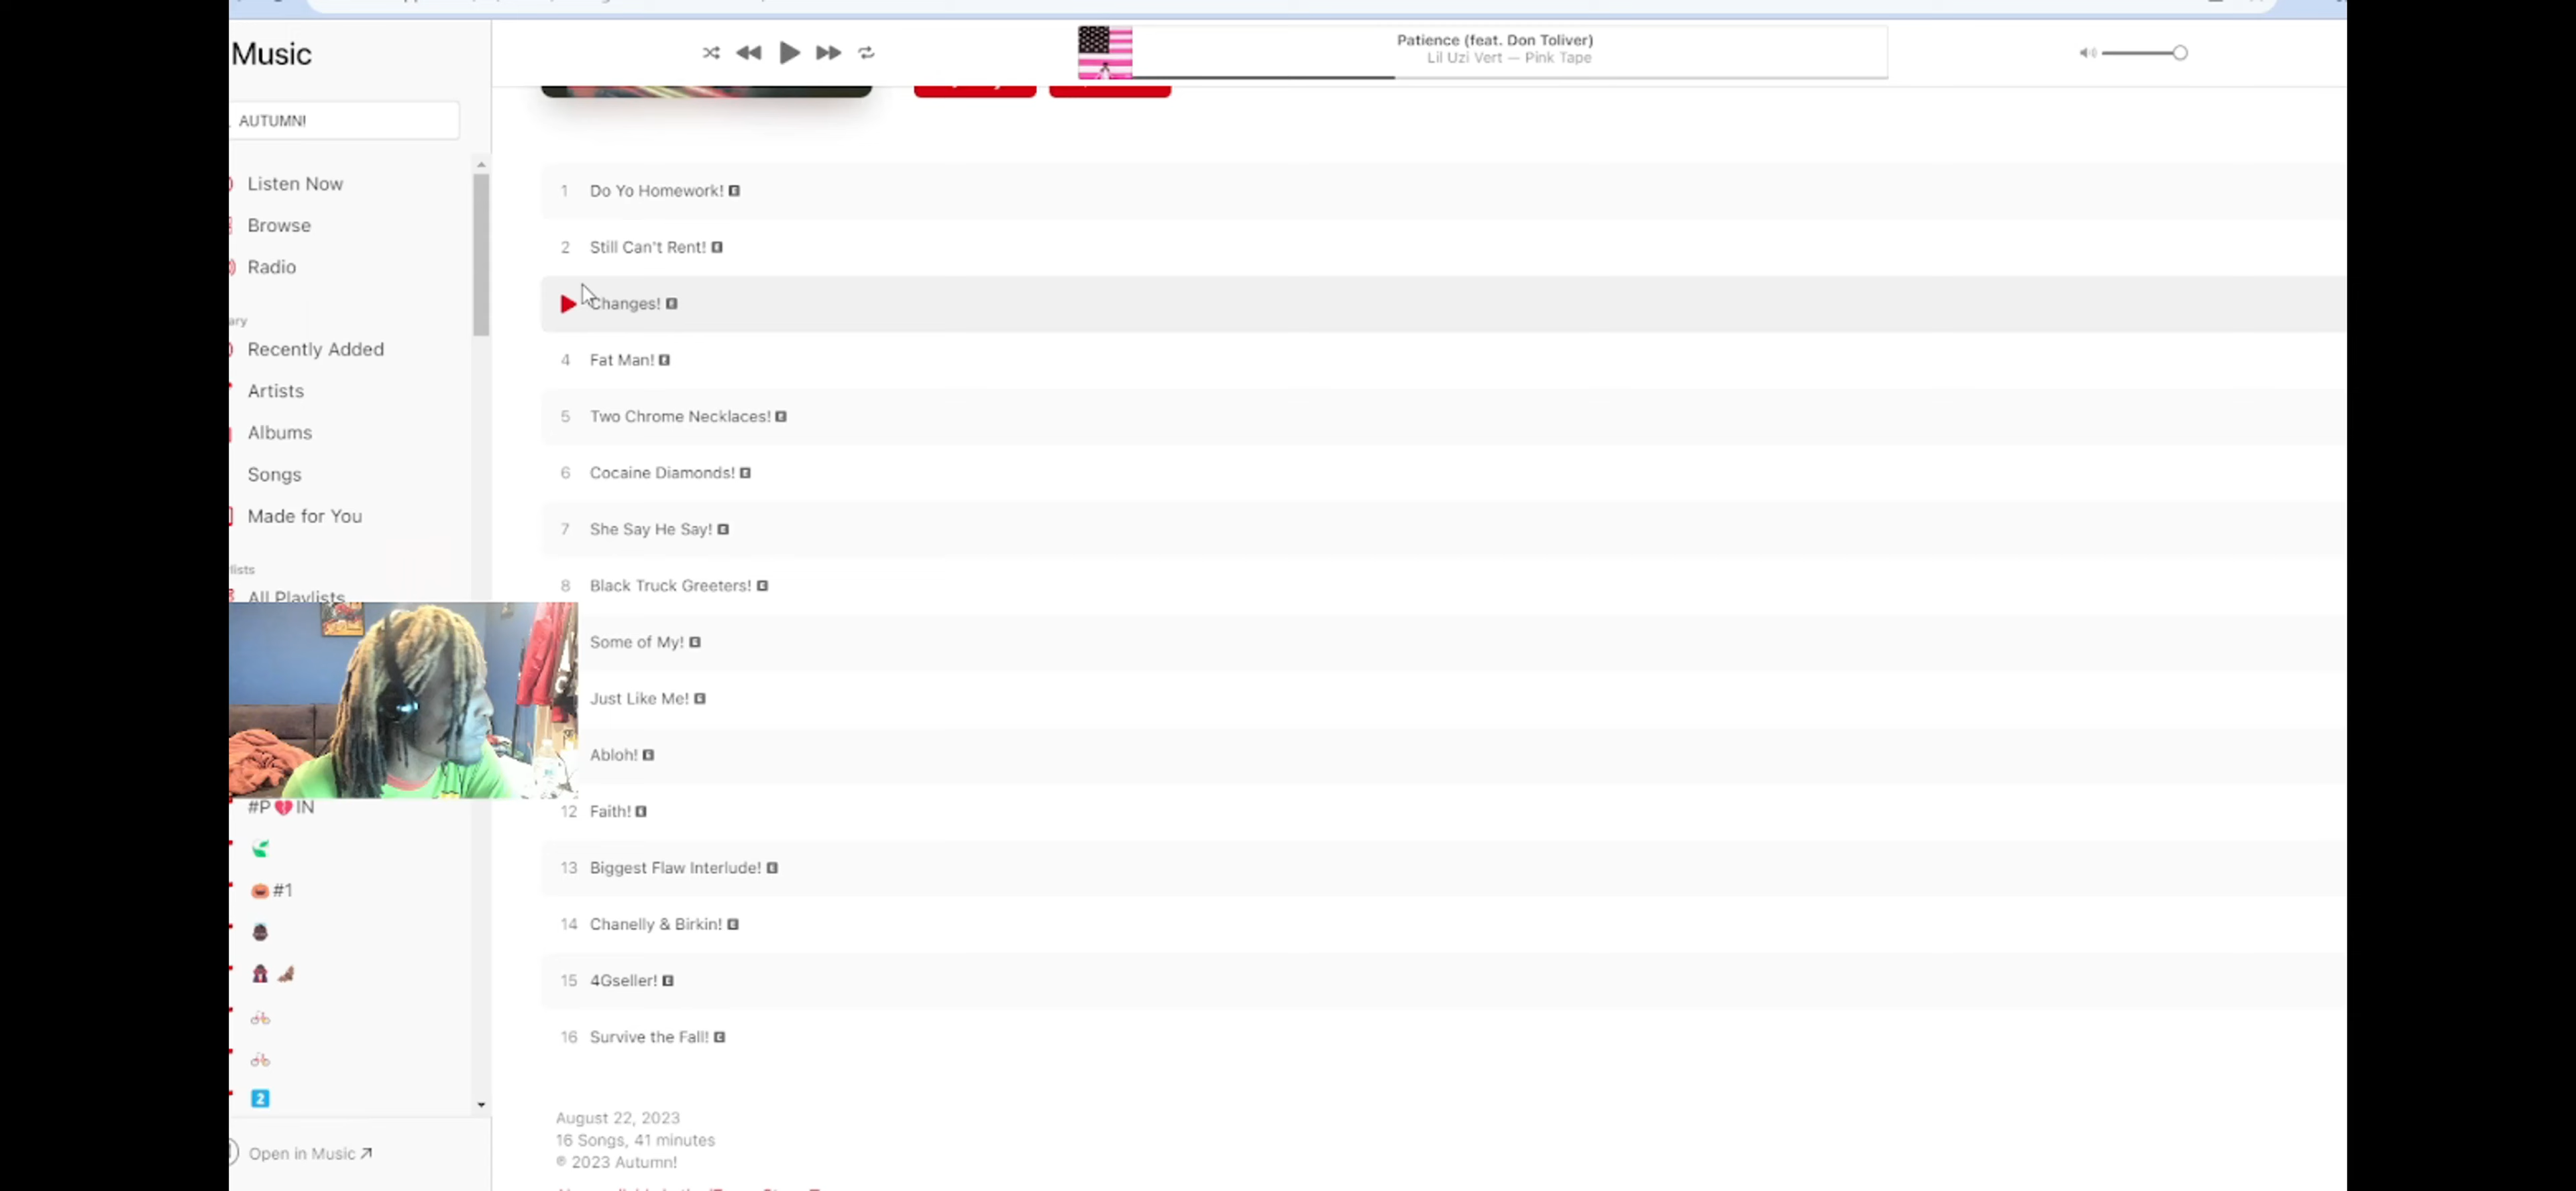 Music
Patience (feat. Don Toliver)
Lil Uzi Vert — Pink Tape
AUTUMN!
Listen Now
Browse
Radio
Recently Added
Artists
Albums
Songs
Made for You
All Playlists
#P💔IN
🎃#1
2
Open in Music ↗
1 Do Yo Homework! E
2 Still Can't Rent! E
Changes! E
4 Fat Man! E
5 Two Chrome Necklaces! E
6 Cocaine Diamonds! E
7 She Say He Say! E
8 Black Truck Greeters! E
Some of My! E
Just Like Me! E
Abloh! E
12 Faith! E
13 Biggest Flaw Interlude! E
14 Chanelly & Birkin! E
15 4Gseller! E
16 Survive the Fall! E
August 22, 2023
16 Songs, 41 minutes
℗ 2023 Autumn!